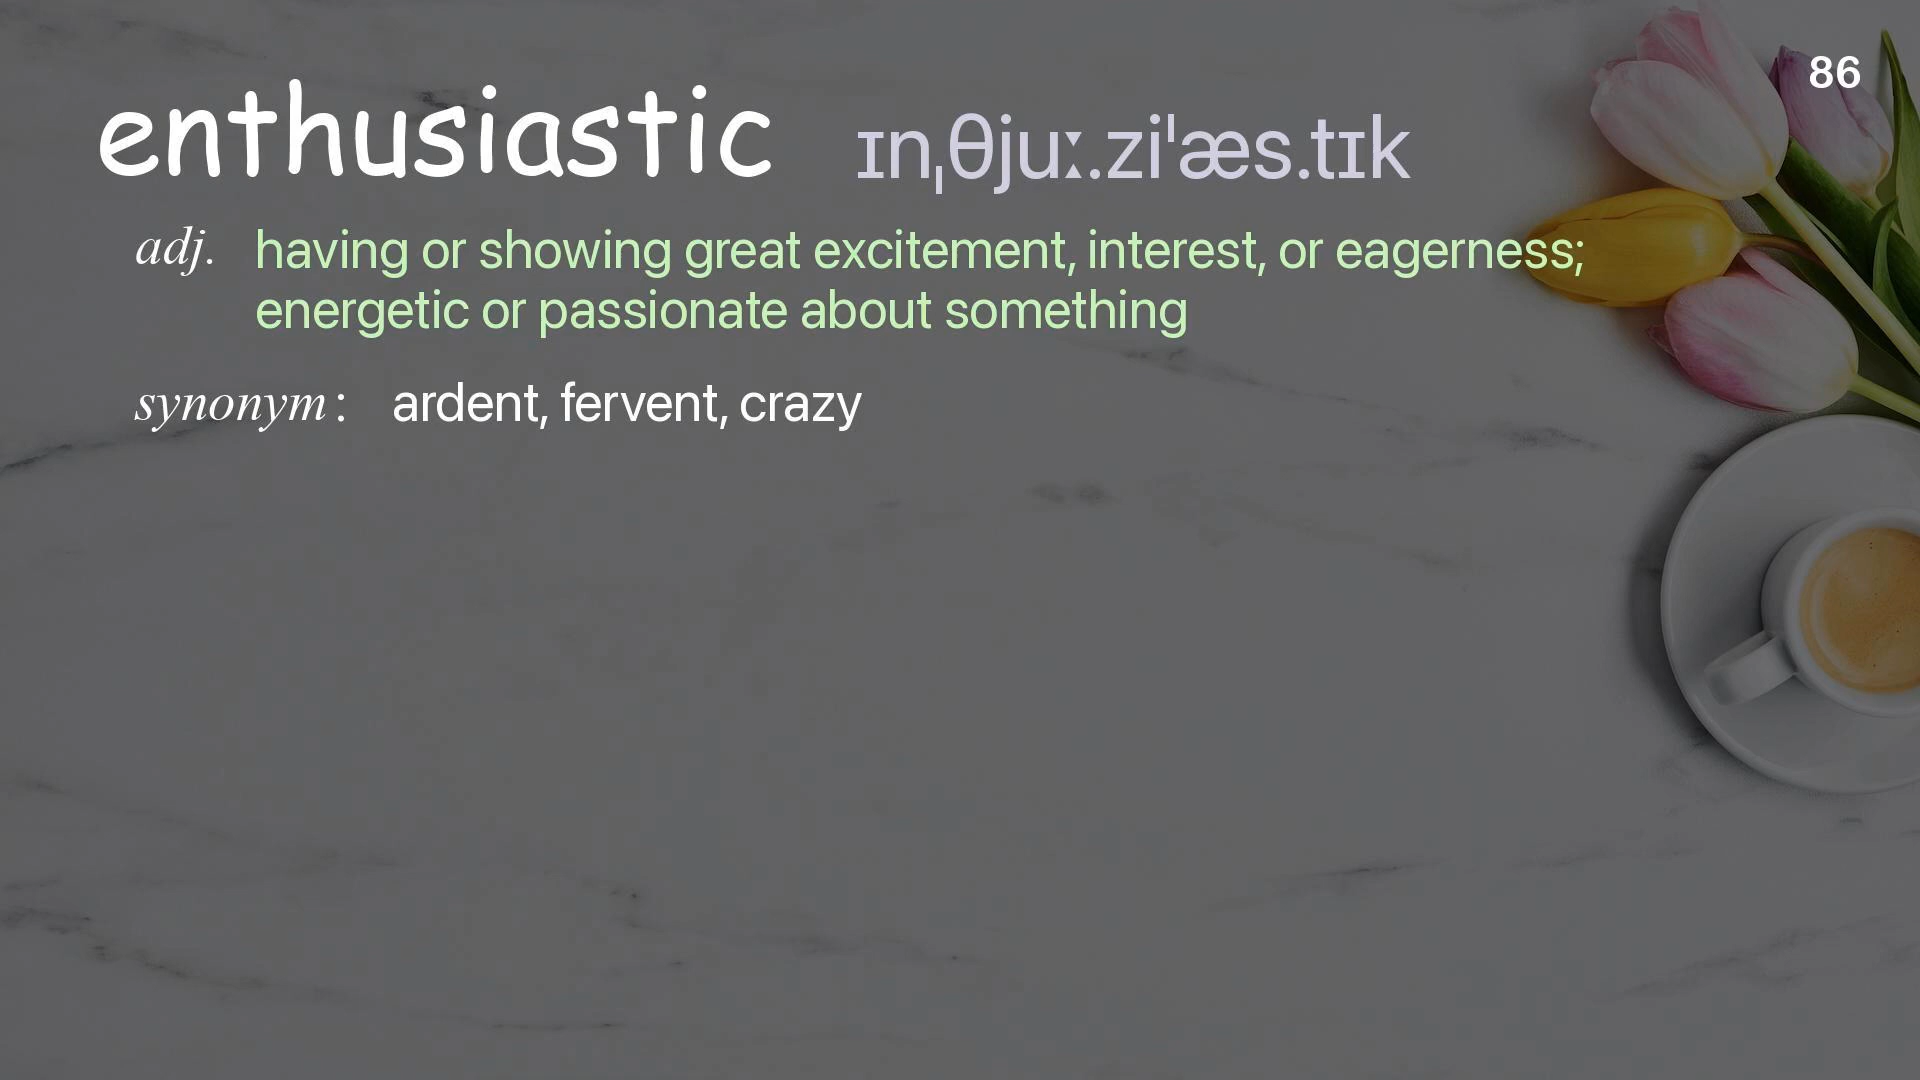 86
enthusiastic ɪnˌθjuː.ziˈæs.tɪk
adj. having or showing great excitement, interest, or eagerness;
energetic or passionate about something
synonym : ardent, fervent, crazy